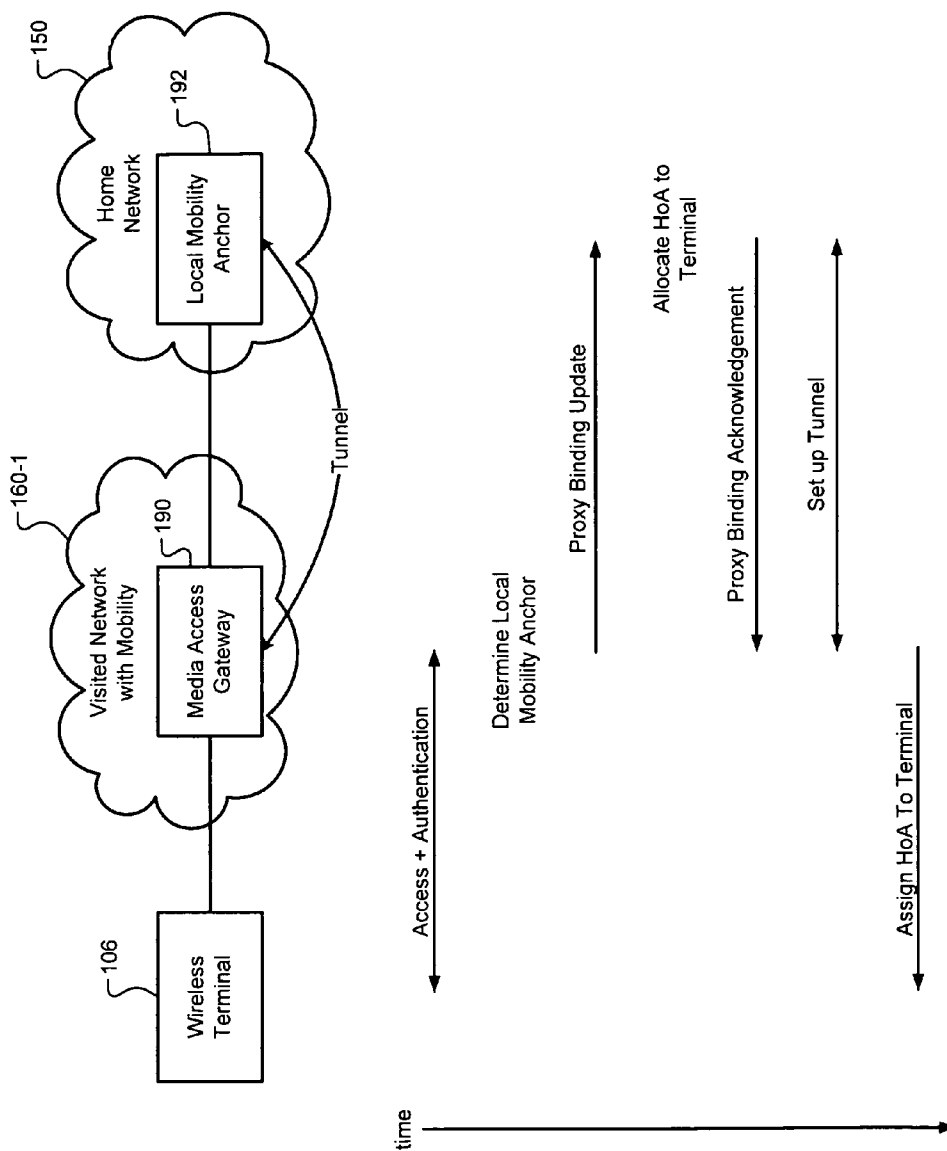 150
192
Home
Network
Local Mobility
Anchor
160-1
190
Visited Network
with Mobility
Media Access
Gateway
Tunnel
106
Wireless
Terminal
time
Access + Authentication
Determine Local
Mobility Anchor
Proxy Binding Update
Allocate HoA to
Terminal
Proxy Binding Acknowledgement
Set up Tunnel
Assign HoA To Terminal